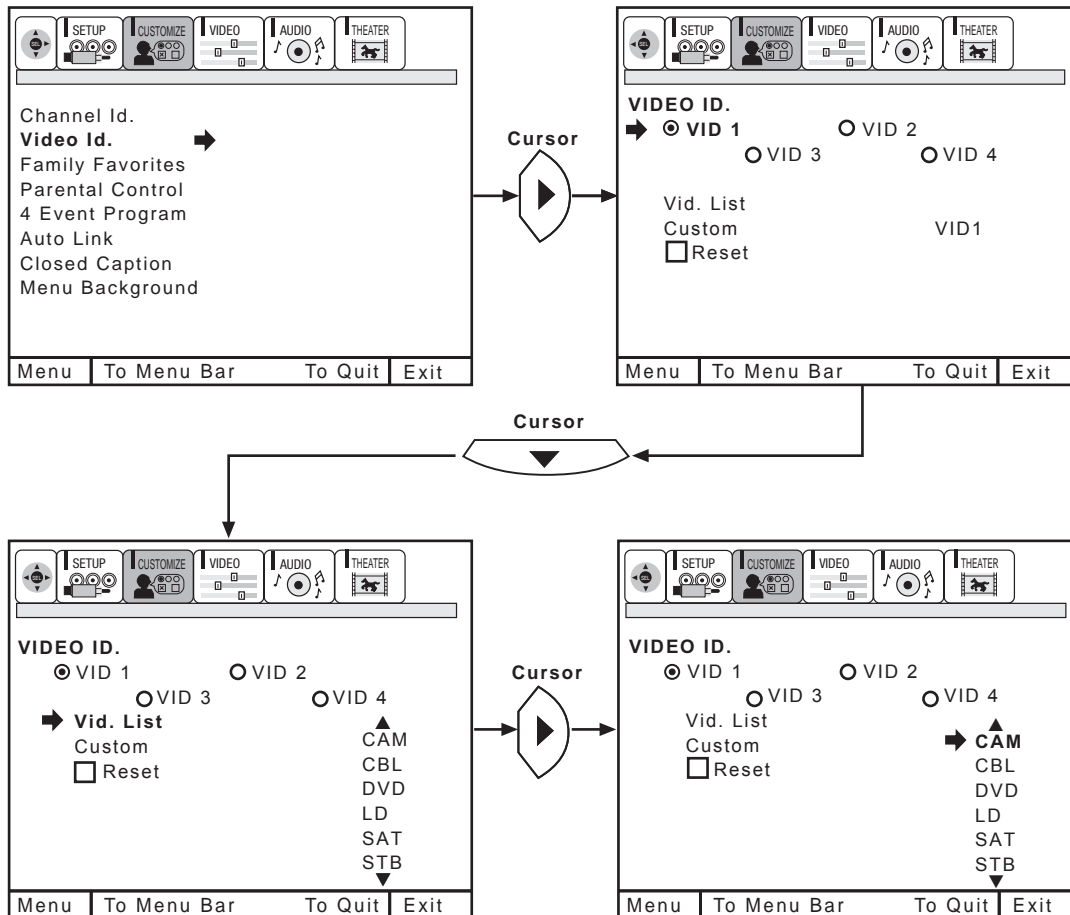 SEL SETUP CUSTOMIZE VIDEO AUDIO THEATER
Channel Id.
Video Id.
Family Favorites
Parental Control
4 Event Program
Auto Link
Closed Caption
Menu Background
Menu To Menu Bar To Quit Exit
Cursor
SEL SETUP CUSTOMIZE VIDEO AUDIO THEATER
VIDEO ID.
VID 1 VID 2
VID 3 VID 4
Vid. List
Custom VID1
Reset
Menu To Menu Bar To Quit Exit
Cursor
SEL SETUP CUSTOMIZE VIDEO AUDIO THEATER
VIDEO ID.
VID 1 VID 2
VID 3 VID 4
Vid. List
Custom
Reset
CAM
CBL
DVD
LD
SAT
STB
Menu To Menu Bar To Quit Exit
Cursor
SEL SETUP CUSTOMIZE VIDEO AUDIO THEATER
VIDEO ID.
VID 1 VID 2
VID 3 VID 4
Vid. List
Custom
Reset
CAM
CBL
DVD
LD
SAT
STB
Menu To Menu Bar To Quit Exit